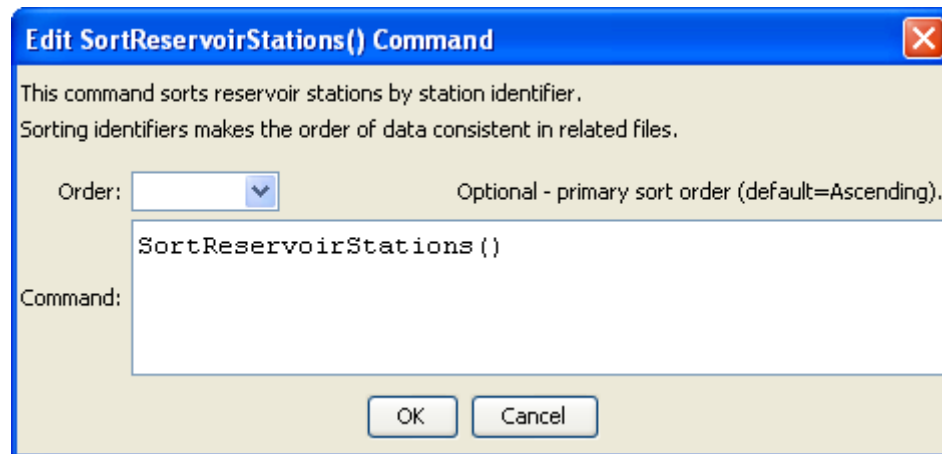 Edit SortReservoirStations() Command
This command sorts reservoir stations by station identifier.
Sorting identifiers makes the order of data consistent in related files.
Order: Optional - primary sort order (default=Ascending).
SortReservoirStations()
Command:
OK Cancel